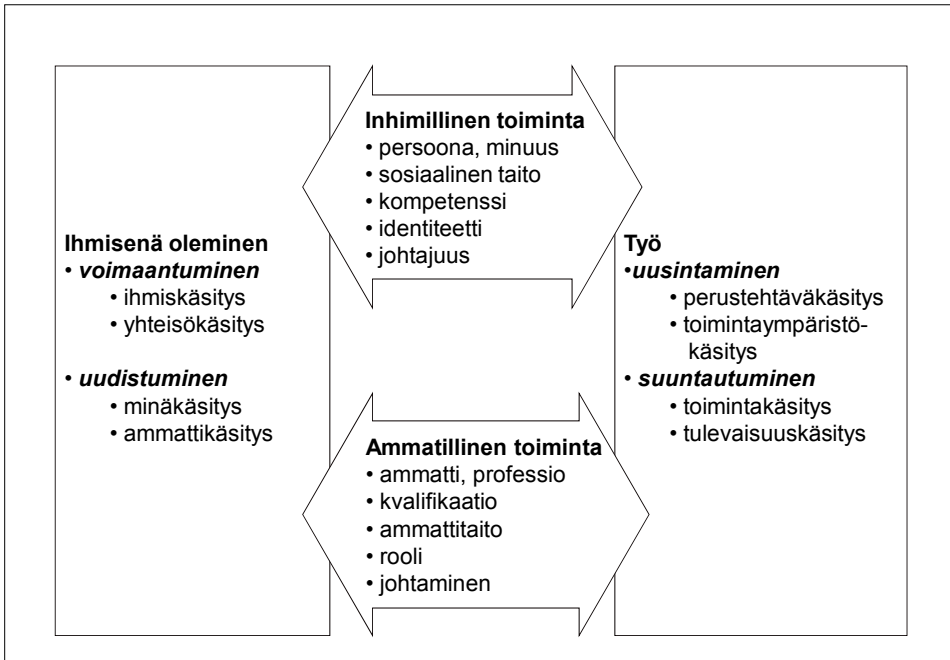 Inhimillinen toiminta
• persoona, minuus
• sosiaalinen taito
• kompetenssi
• identiteetti
• johtajuus
Ihmisenä oleminen
• voimaantuminen
• ihmiskäsitys
• yhteisökäsitys
• uudistuminen
• minäkäsitys
• ammattikäsitys
Työ
•uusintaminen
• perustehtäväkäsitys
• toimintaympäristö-
käsitys
• suuntautuminen
• toimintakäsitys
• tulevaisuuskäsitys
Ammatillinen toiminta
• ammatti, professio
• kvalifikaatio
• ammattitaito
• rooli
• johtaminen